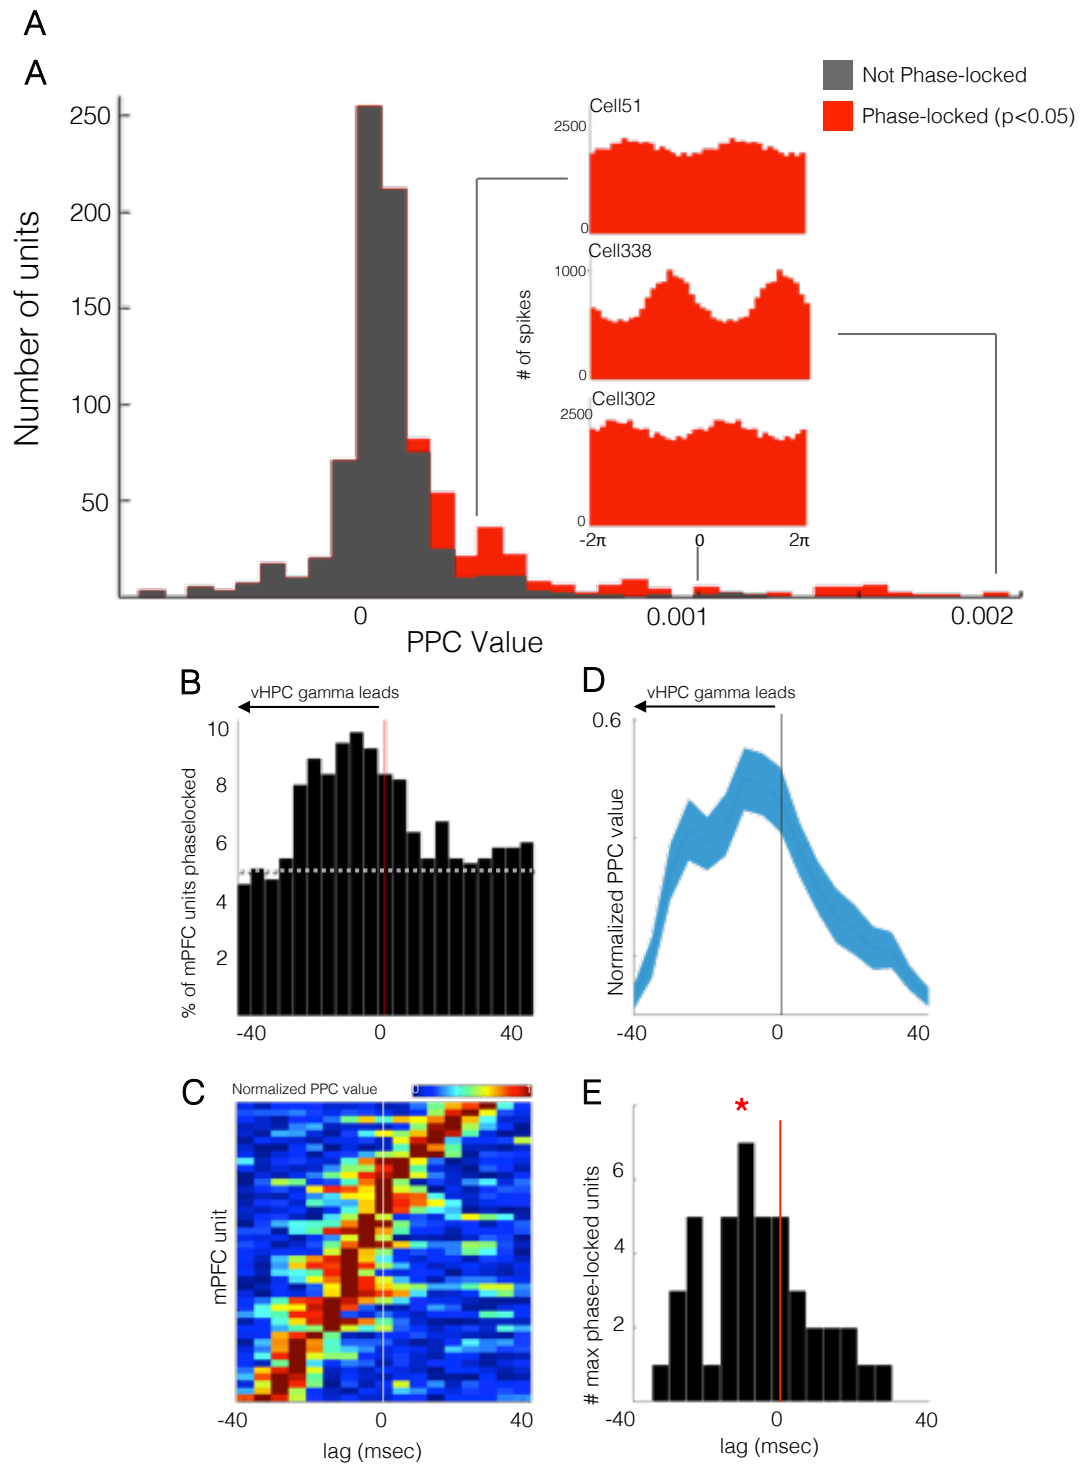 A
A
Not Phase-locked
Phase-locked (p<0.05)
250
200
150
100
50
Number of units
Cell51
2500
0
Cell338
1000
0
# of spikes
Cell302
2500
0
-2π 0 2π
0 0.001 0.002
PPC Value
B
vHPC gamma leads
10
8
6
4
2
% of mPFC units phaselocked
-40 0 40
D
vHPC gamma leads
0.6
Normalized PPC value
-40 0 40
C
Normalized PPC value
0 1
mPFC unit
-40 0 40
lag (msec)
E
*
6
4
2
# max phase-locked units
-40 0 40
lag (msec)